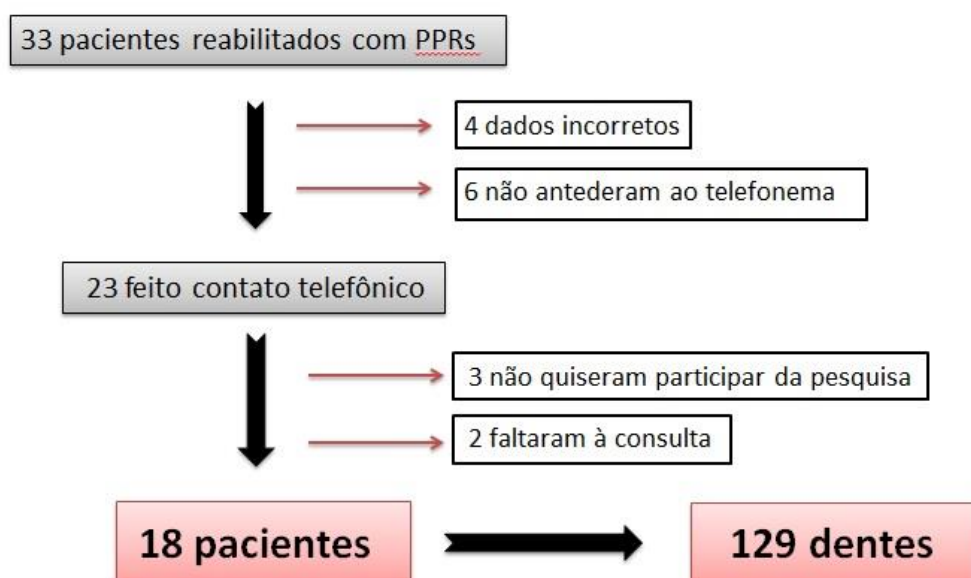 33 pacientes reabilitados com PPRs
4 dados incorretos
6 não antederam ao telefonema
23 feito contato telefônico
3 não quiseram participar da pesquisa
2 faltaram à consulta
18 pacientes
129 dentes